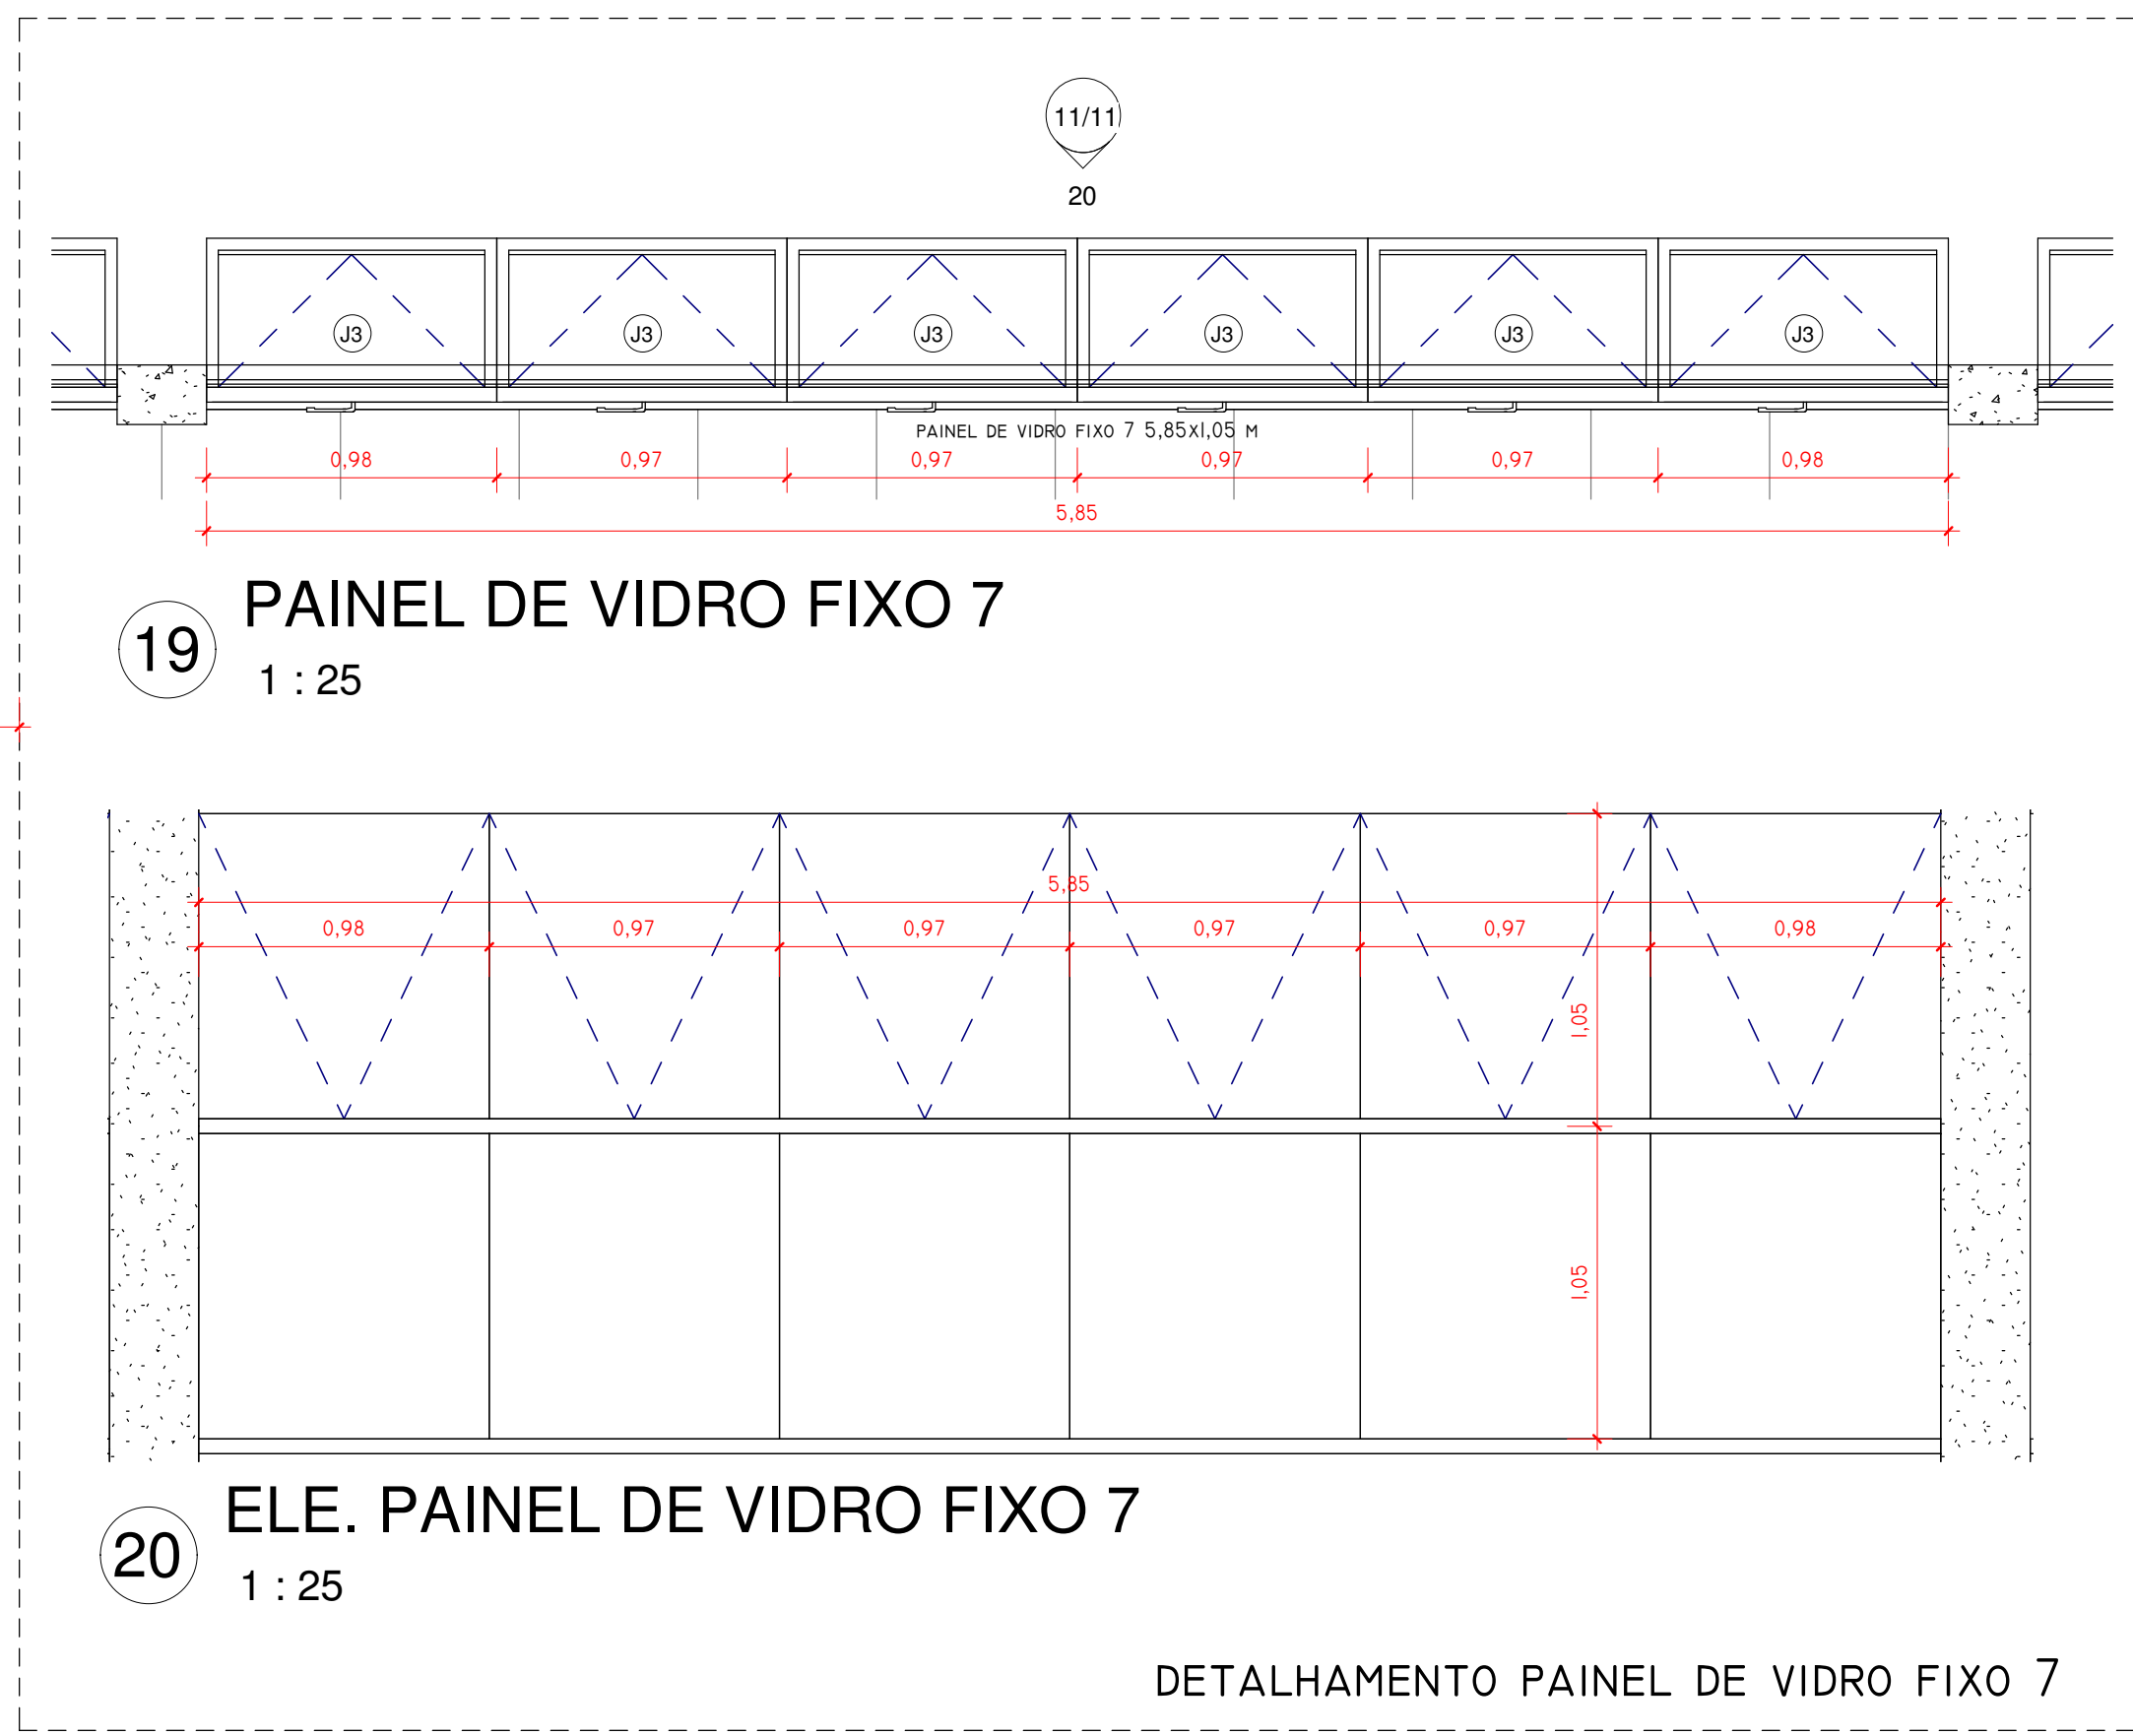 11/11
20
J3 J3 J3 J3 J3 J3
PAINEL DE VIDRO FIXO 7 5,85x1,05 M
0,98 0,97 0,97 0,97 0,97 0,98
5,85
PAINEL DE VIDRO FIXO 7
19
1 : 25
5,85
0,98 0,97 0,97 0,97 0,97 0,98
1,05
1,05
ELE. PAINEL DE VIDRO FIXO 7
20
1 : 25
DETALHAMENTO PAINEL DE VIDRO FIXO 7